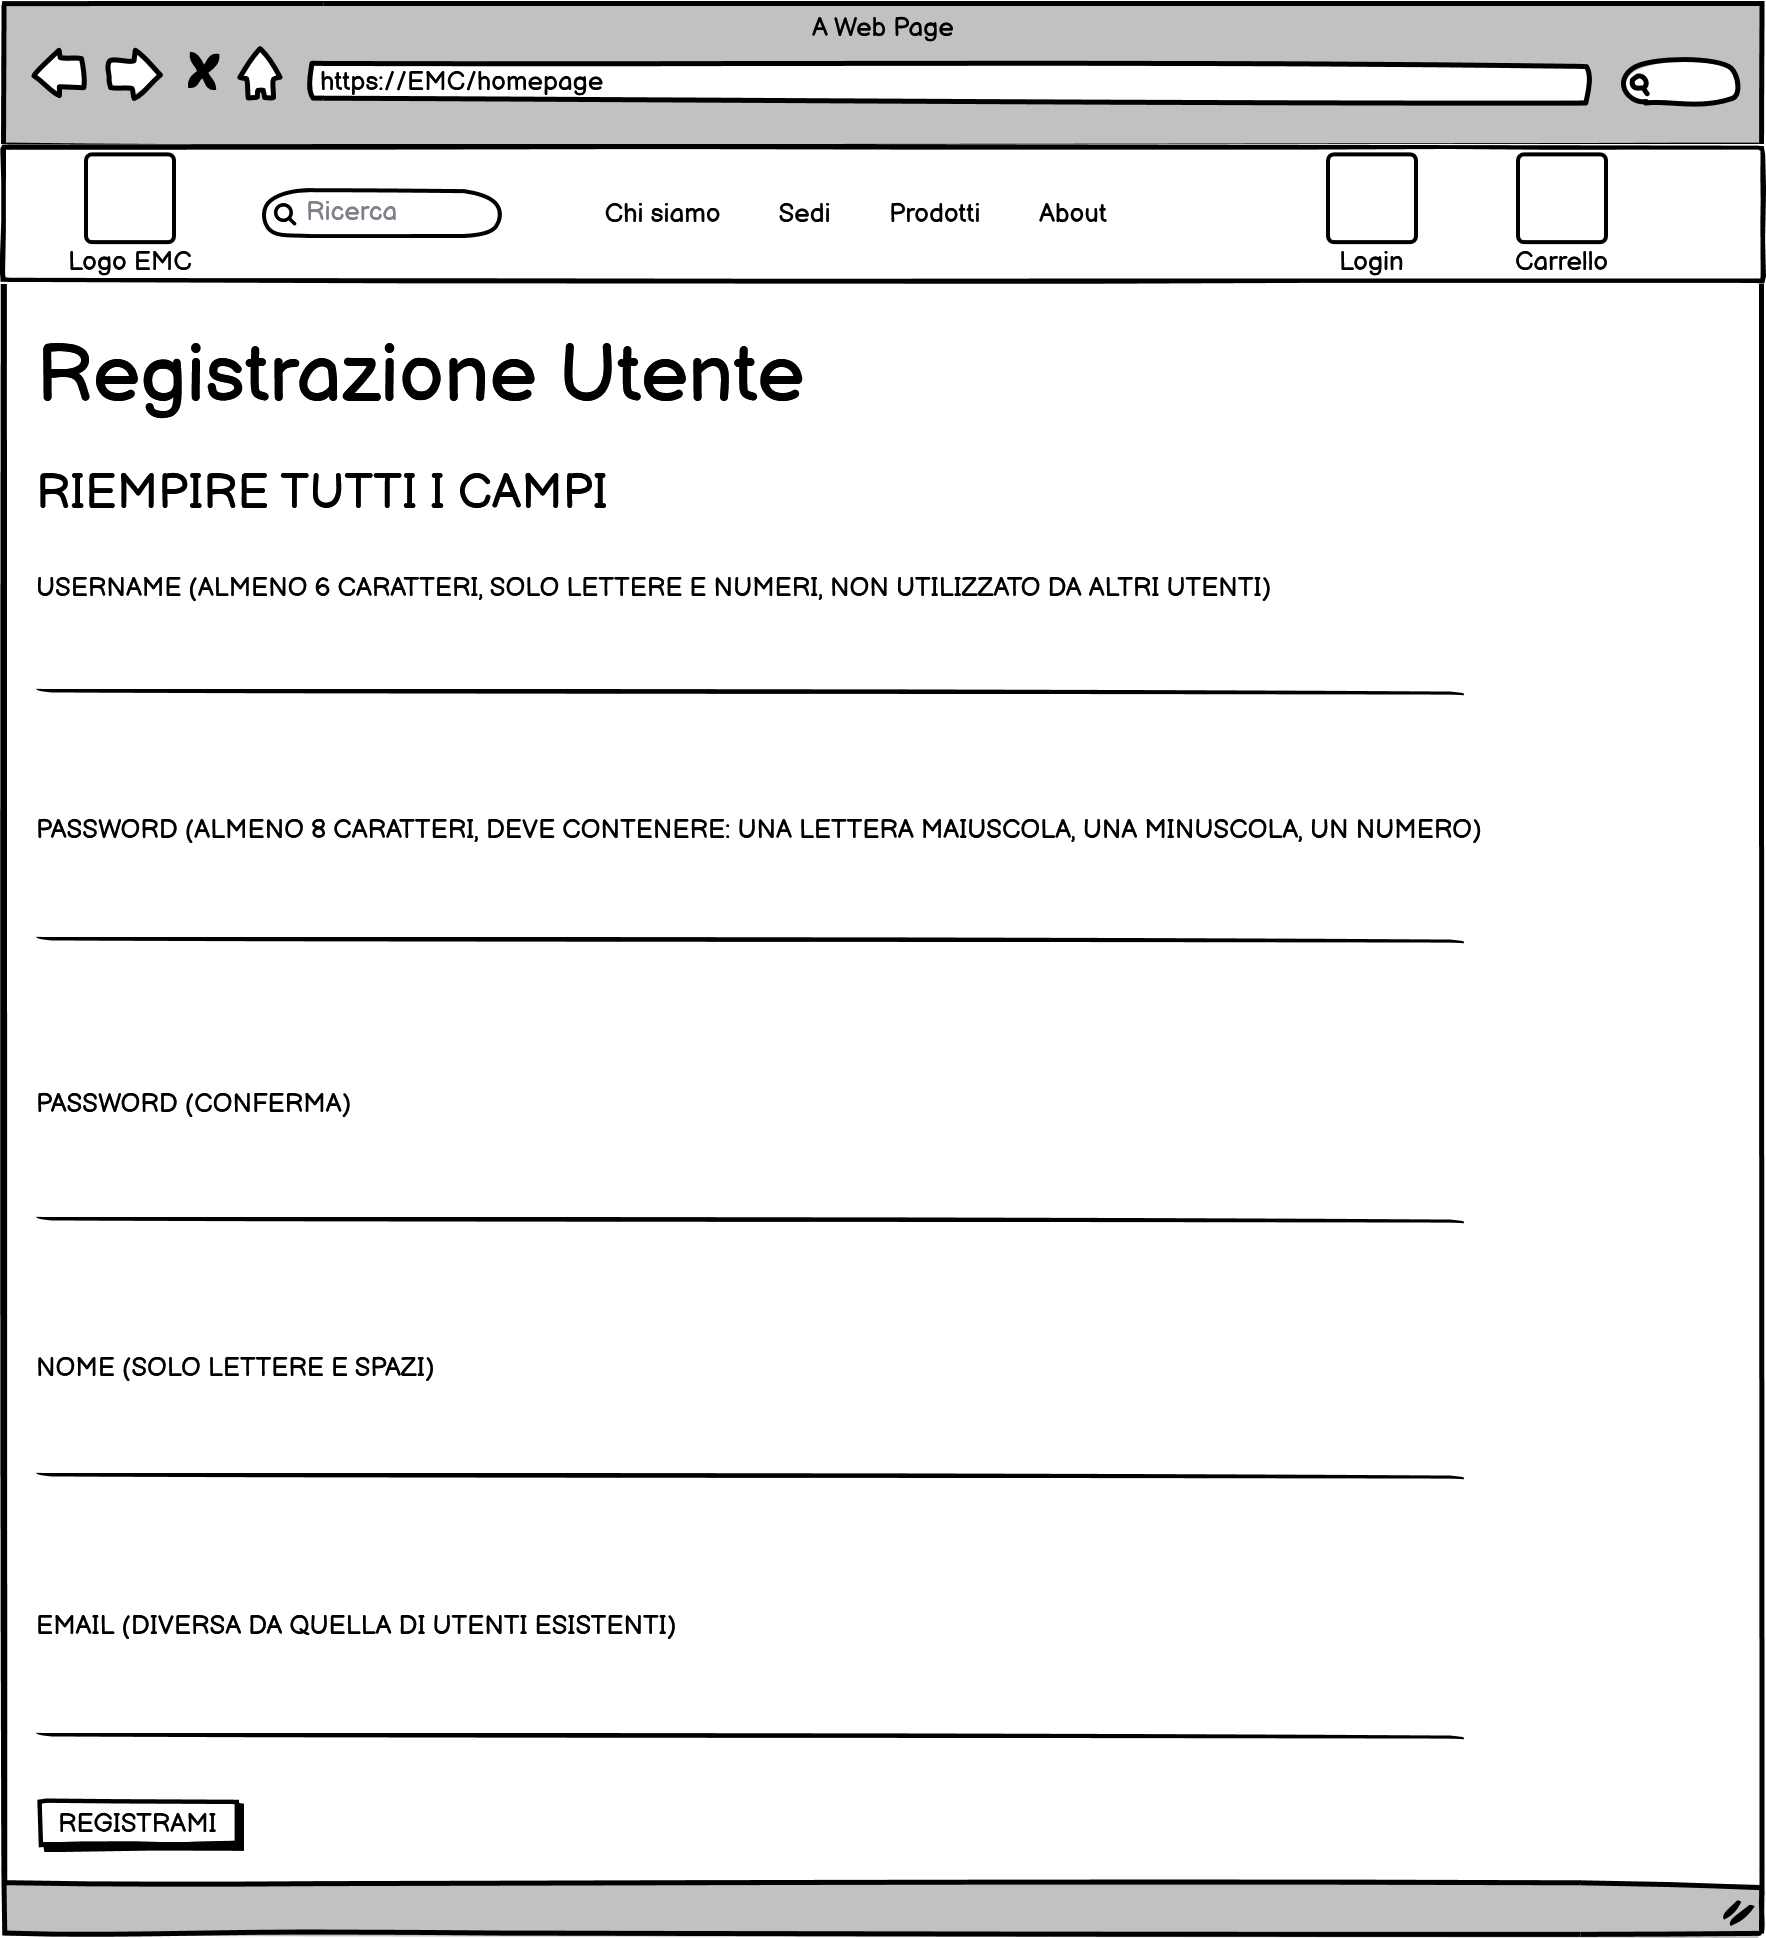 A Web Page
https://EMC/homepage
Ricerca
Chi siamo
Sedi
Prodotti
About
Logo EMC
Login
Carrello
Registrazione Utente
RIEMPIRE TUTTI I CAMPI
USERNAME (ALMENO 6 CARATTERI, SOLO LETTERE E NUMERI, NON UTILIZZATO DA ALTRI UTENTI)
PASSWORD (ALMENO 8 CARATTERI, DEVE CONTENERE: UNA LETTERA MAIUSCOLA, UNA MINUSCOLA, UN NUMERO)
PASSWORD (CONFERMA)
NOME (SOLO LETTERE E SPAZI)
EMAIL (DIVERSA DA QUELLA DI UTENTI ESISTENTI)
REGISTRAMI